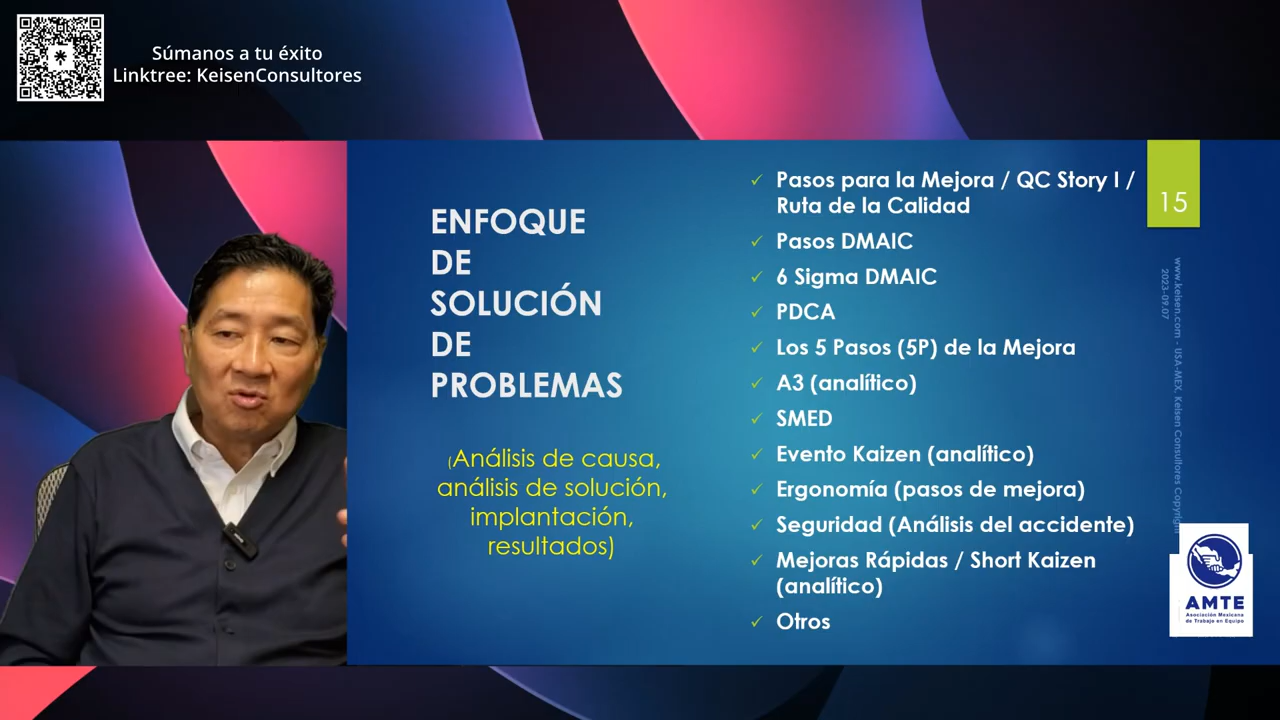 Súmanos a tu éxito
Linktree: KeisenConsultores
ENFOQUE
DE
SOLUCIÓN
DE
PROBLEMAS
(Análisis de causa,
análisis de solución,
implantación,
resultados)
✓ Pasos para la Mejora / QC Story I /
Ruta de la Calidad
✓ Pasos DMAIC
✓ 6 Sigma DMAIC
✓ PDCA
✓ Los 5 Pasos (5P) de la Mejora
✓ A3 (analítico)
✓ SMED
✓ Evento Kaizen (analítico)
✓ Ergonomía (pasos de mejora)
✓ Seguridad (Análisis del accidente)
✓ Mejoras Rápidas / Short Kaizen
(analítico)
✓ Otros
15
www.keisen.com - USA-MEX, Keisen Consultores Copyright
2023-09.07
AMTE
Asociación Mexicana
de Trabajo en Equipo